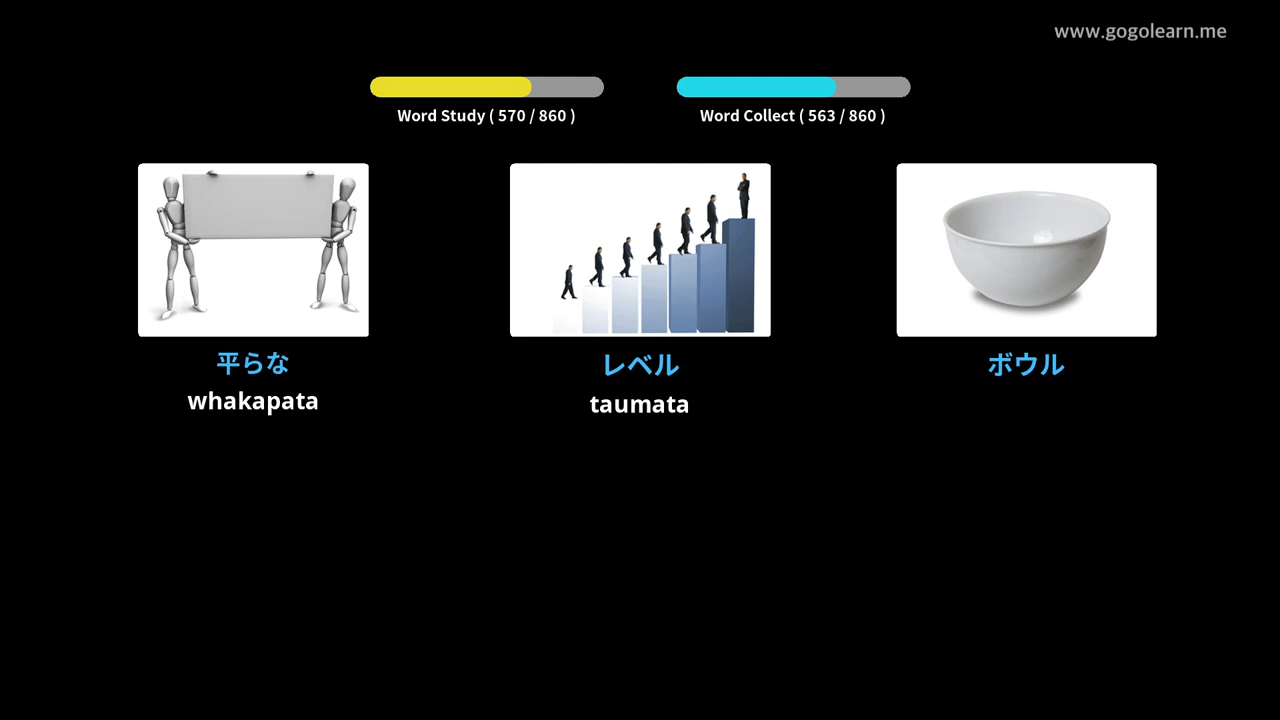 www.gogolearn.me
Word Study ( 570 / 860 )
Word Collect ( 563 / 860 )
平らな
whakapata
レベル
taumata
ボウル